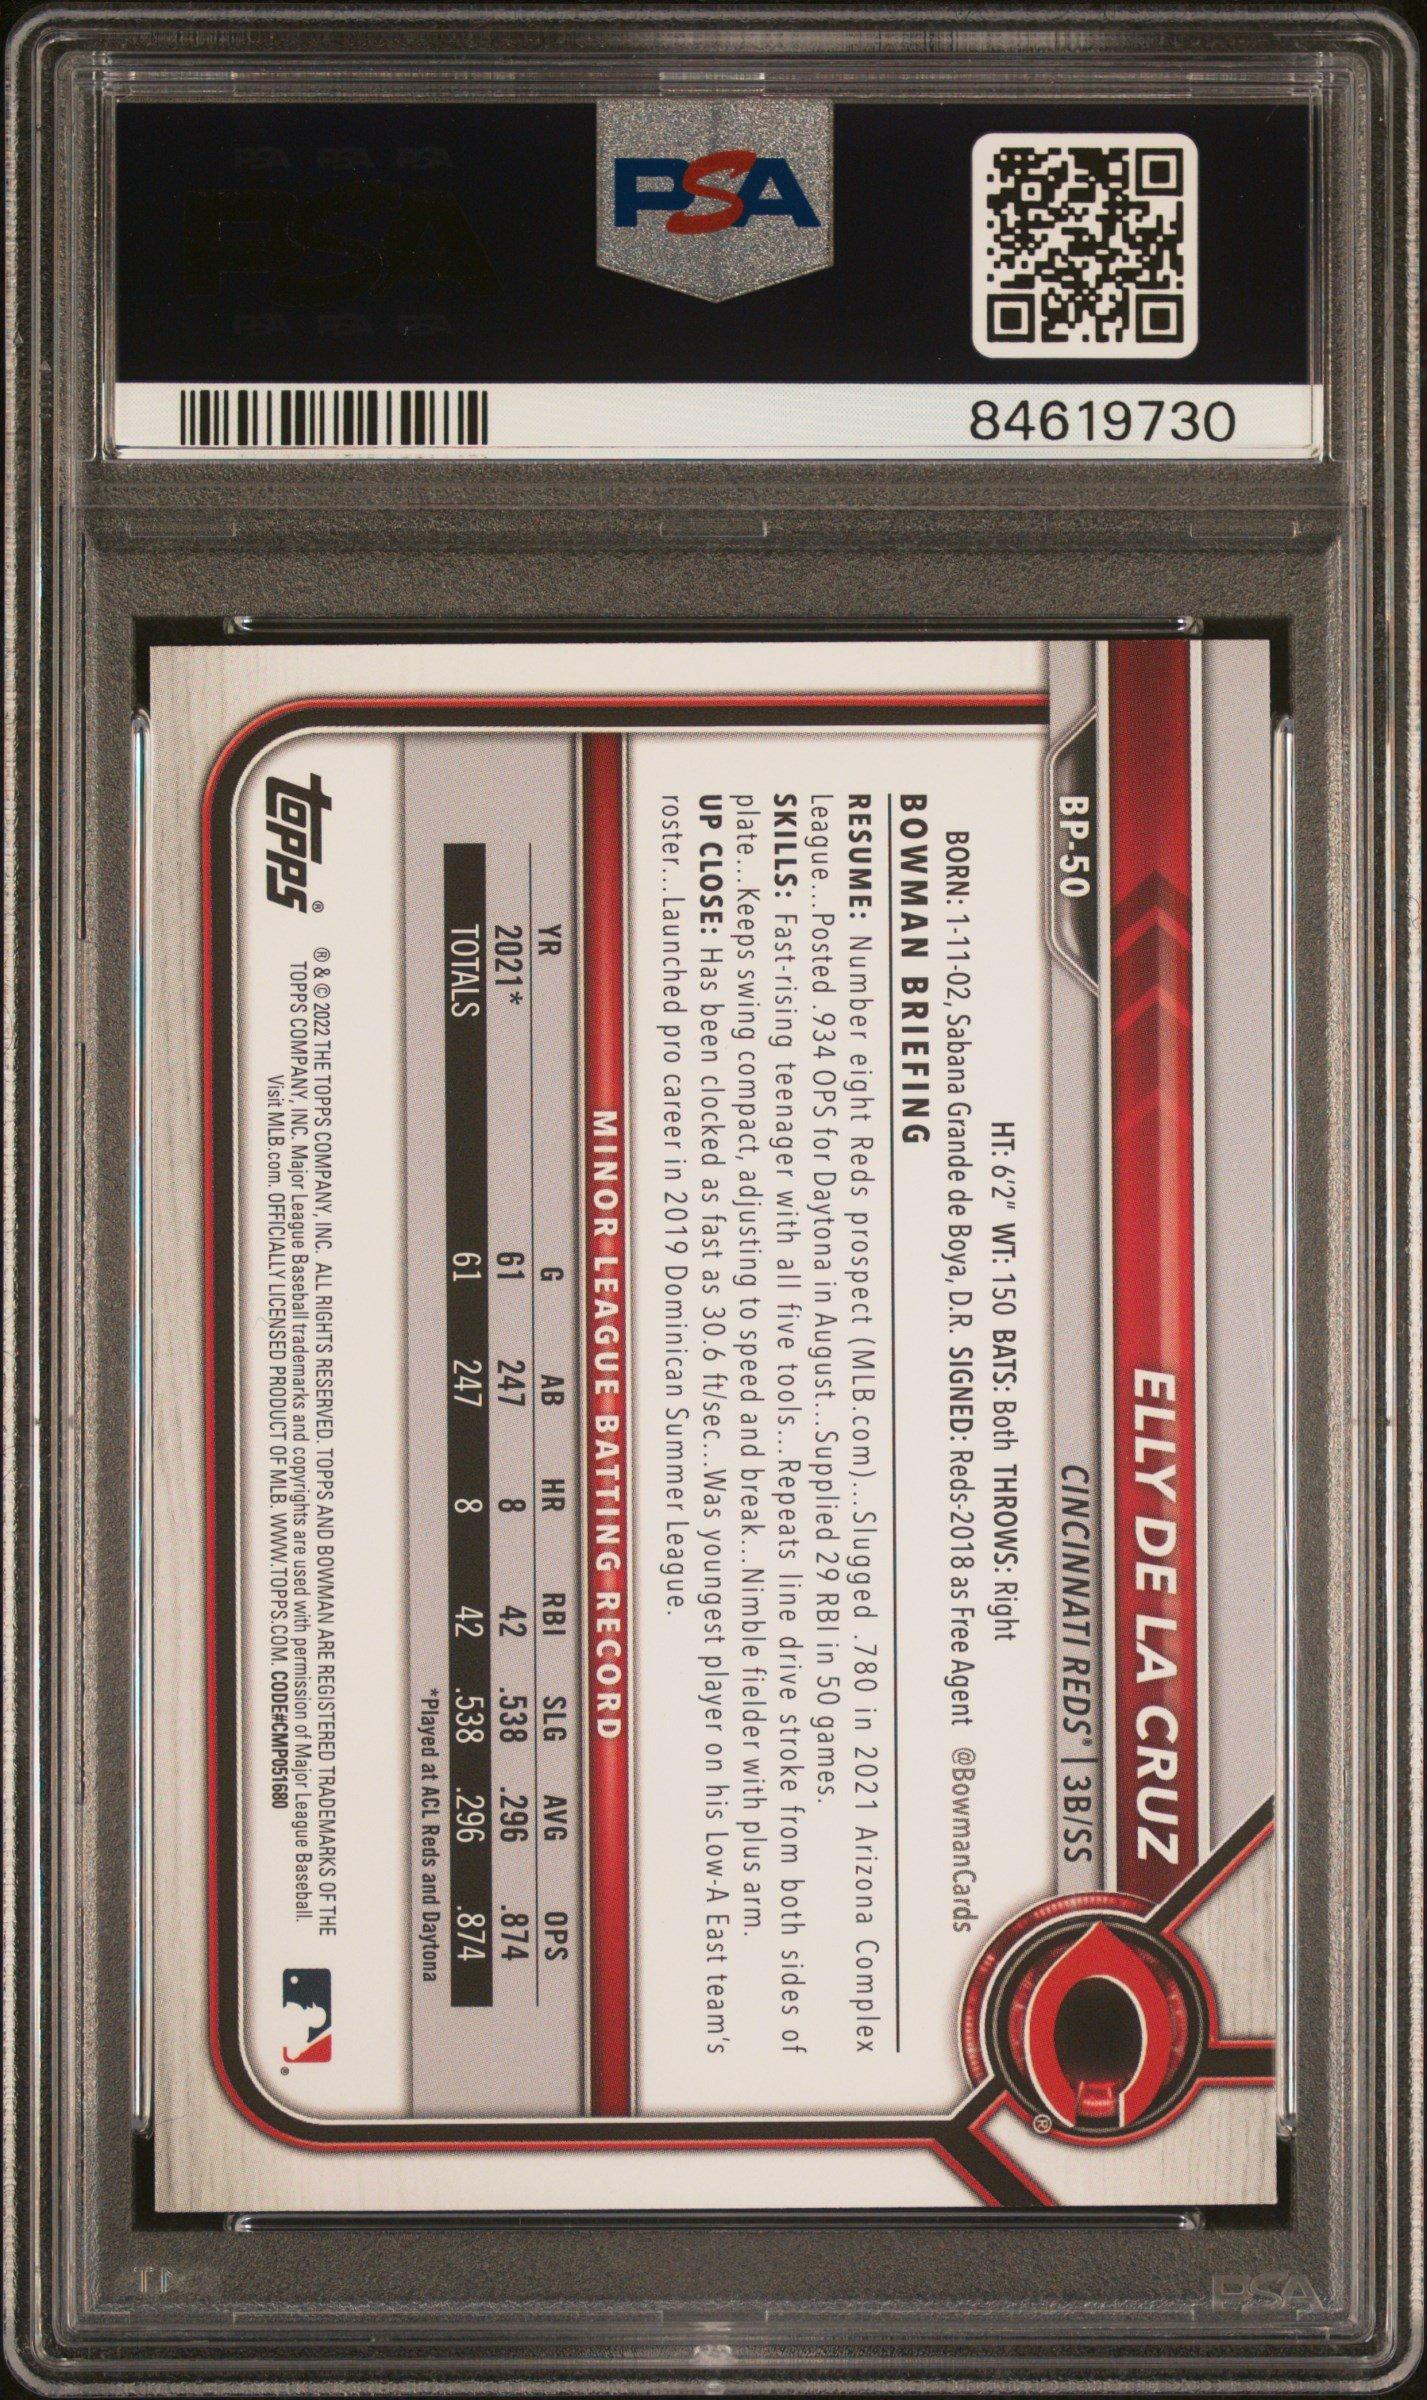 PSA PSA PSA
PSA
PSA PSA PSA
PSA
84619730
BP-50
ELLY DE LA CRUZ
CINCINNATI REDS® | 3B/SS
HT: 6'2" WT: 150 BATS: Both THROWS: Right
BORN: 1-11-02, Sabana Grande de Boya, D.R. SIGNED: Reds-2018 as Free Agent @BowmanCards
BOWMAN BRIEFING
RESUME: Number eight Reds prospect (MLB.com)...Slugged .780 in 2021 Arizona Complex
League...Posted .934 OPS for Daytona in August...Supplied 29 RBI in 50 games.
SKILLS: Fast-rising teenager with all five tools...Repeats line drive stroke from both sides of
plate...Keeps swing compact, adjusting to speed and break...Nimble fielder with plus arm.
UP CLOSE: Has been clocked as fast as 30.6 ft/sec...Was youngest player on his Low-A East team's
roster...Launched pro career in 2019 Dominican Summer League.
MINOR LEAGUE BATTING RECORD
YR G AB HR RBI SLG AVG OPS
2021* 61 247 8 42 .538 .296 .874
TOTALS 61 247 8 42 .538 .296 .874
*Played at ACL Reds and Daytona
topps®
® & © 2022 THE TOPPS COMPANY, INC. ALL RIGHTS RESERVED. TOPPS AND BOWMAN ARE REGISTERED TRADEMARKS OF THE
TOPPS COMPANY, INC. Major League Baseball trademarks and copyrights are used with permission of Major League Baseball.
Visit MLB.com. OFFICIALLY LICENSED PRODUCT OF MLB. WWW.TOPPS.COM. CODE#CMP051680
®
®
PSA